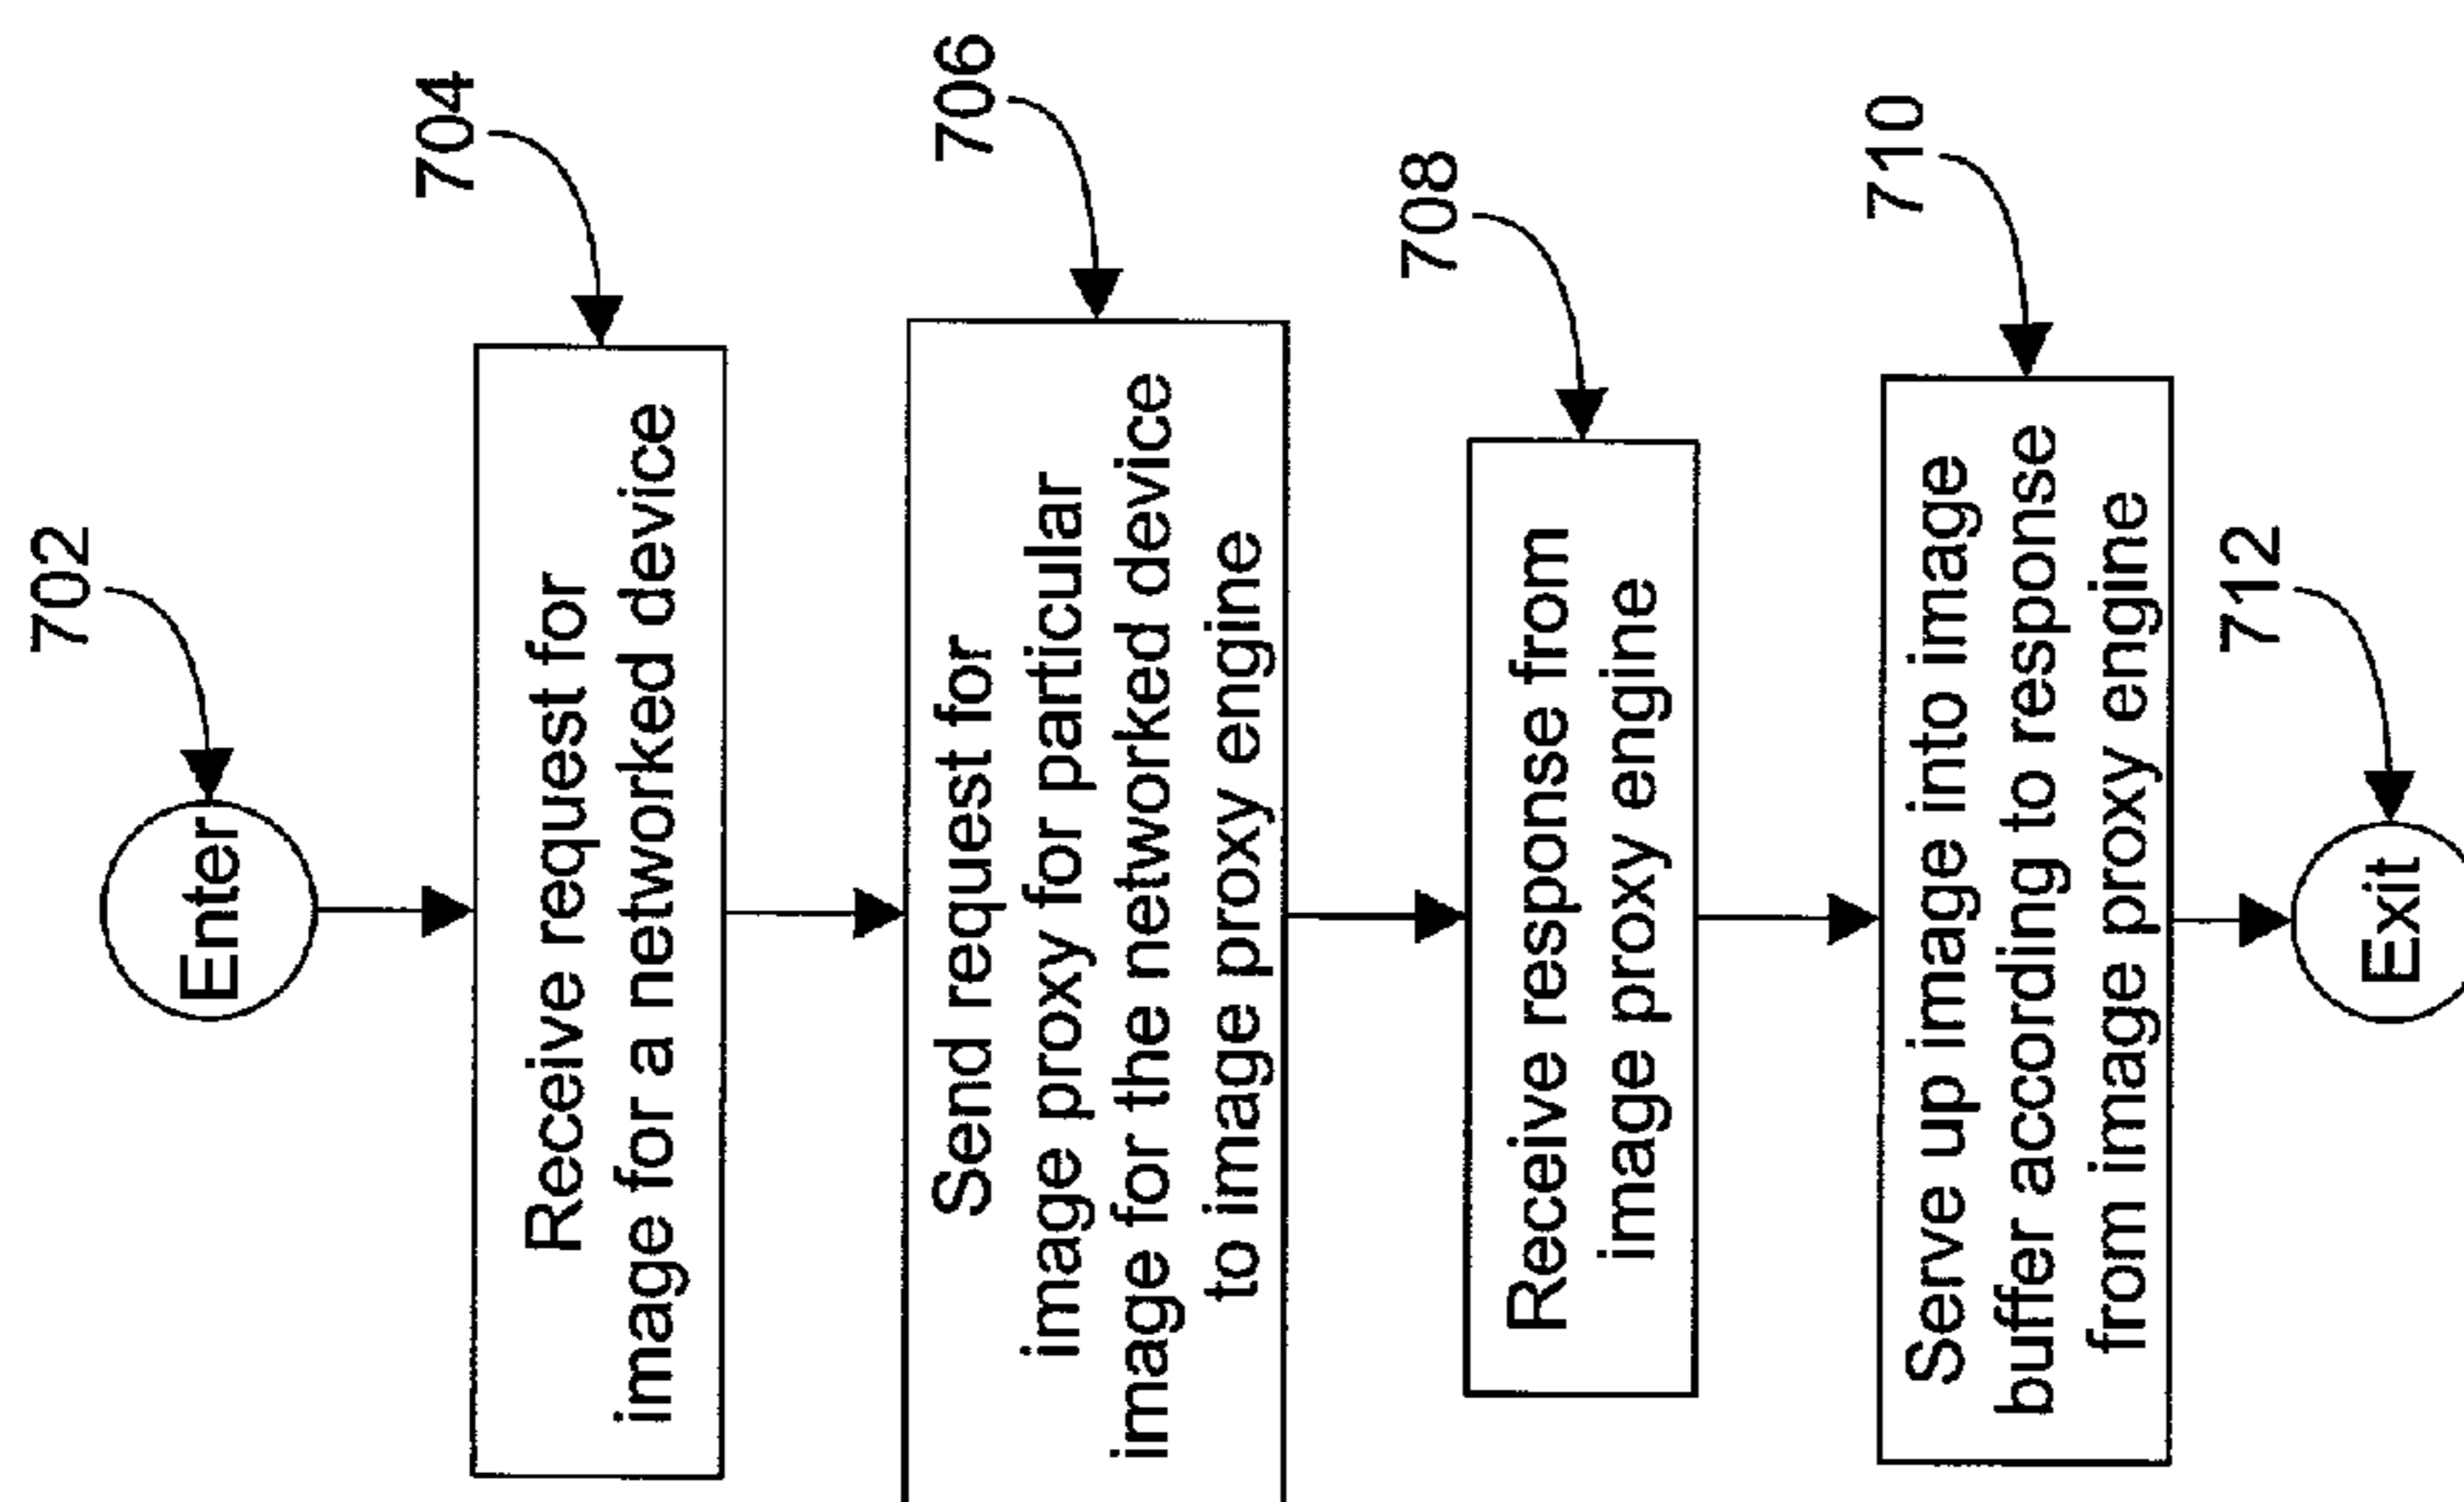 702
Enter
704
Receive request for
image for a networked device
706
Send request for
image proxy for particular
image for the networked device
to image proxy engine
708
Receive response from
image proxy engine
710
Serve up image into image
buffer according to response
from image proxy engine
712
Exit